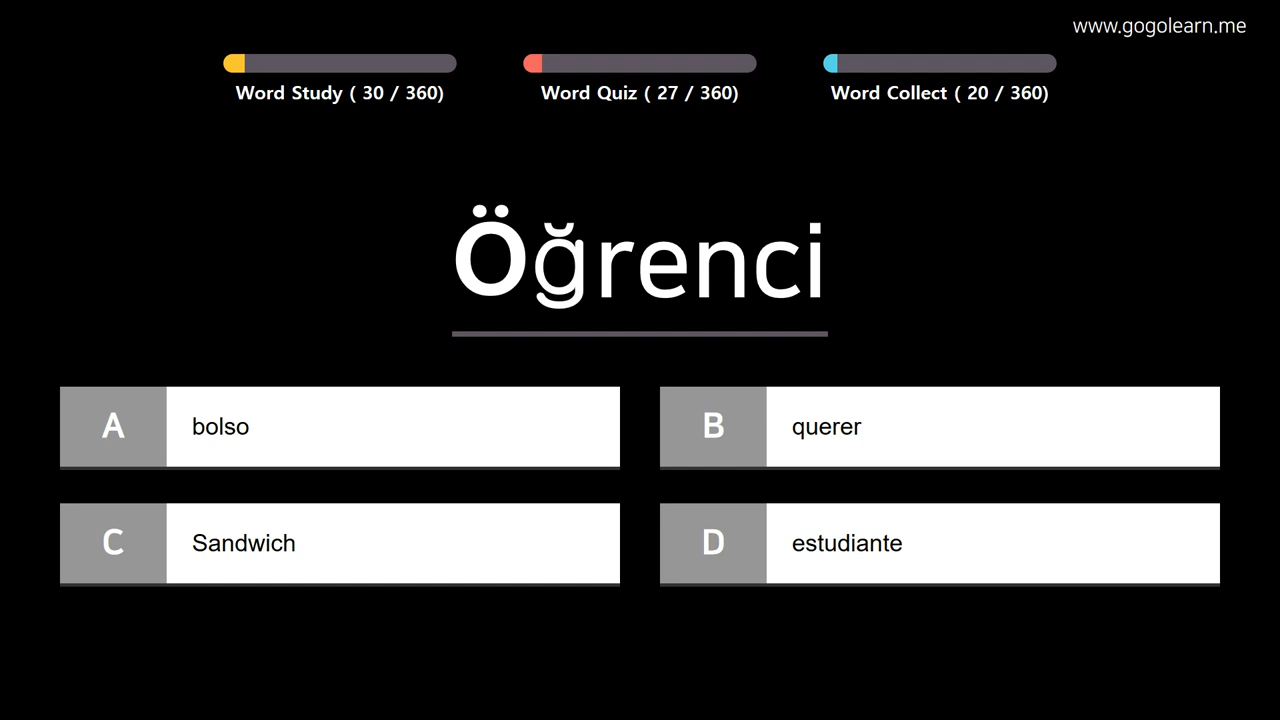 www.gogolearn.me
Word Study ( 30 / 360)
Word Quiz ( 27 / 360)
Word Collect ( 20 / 360)
Öğrenci
A bolso
B querer
C Sandwich
D estudiante